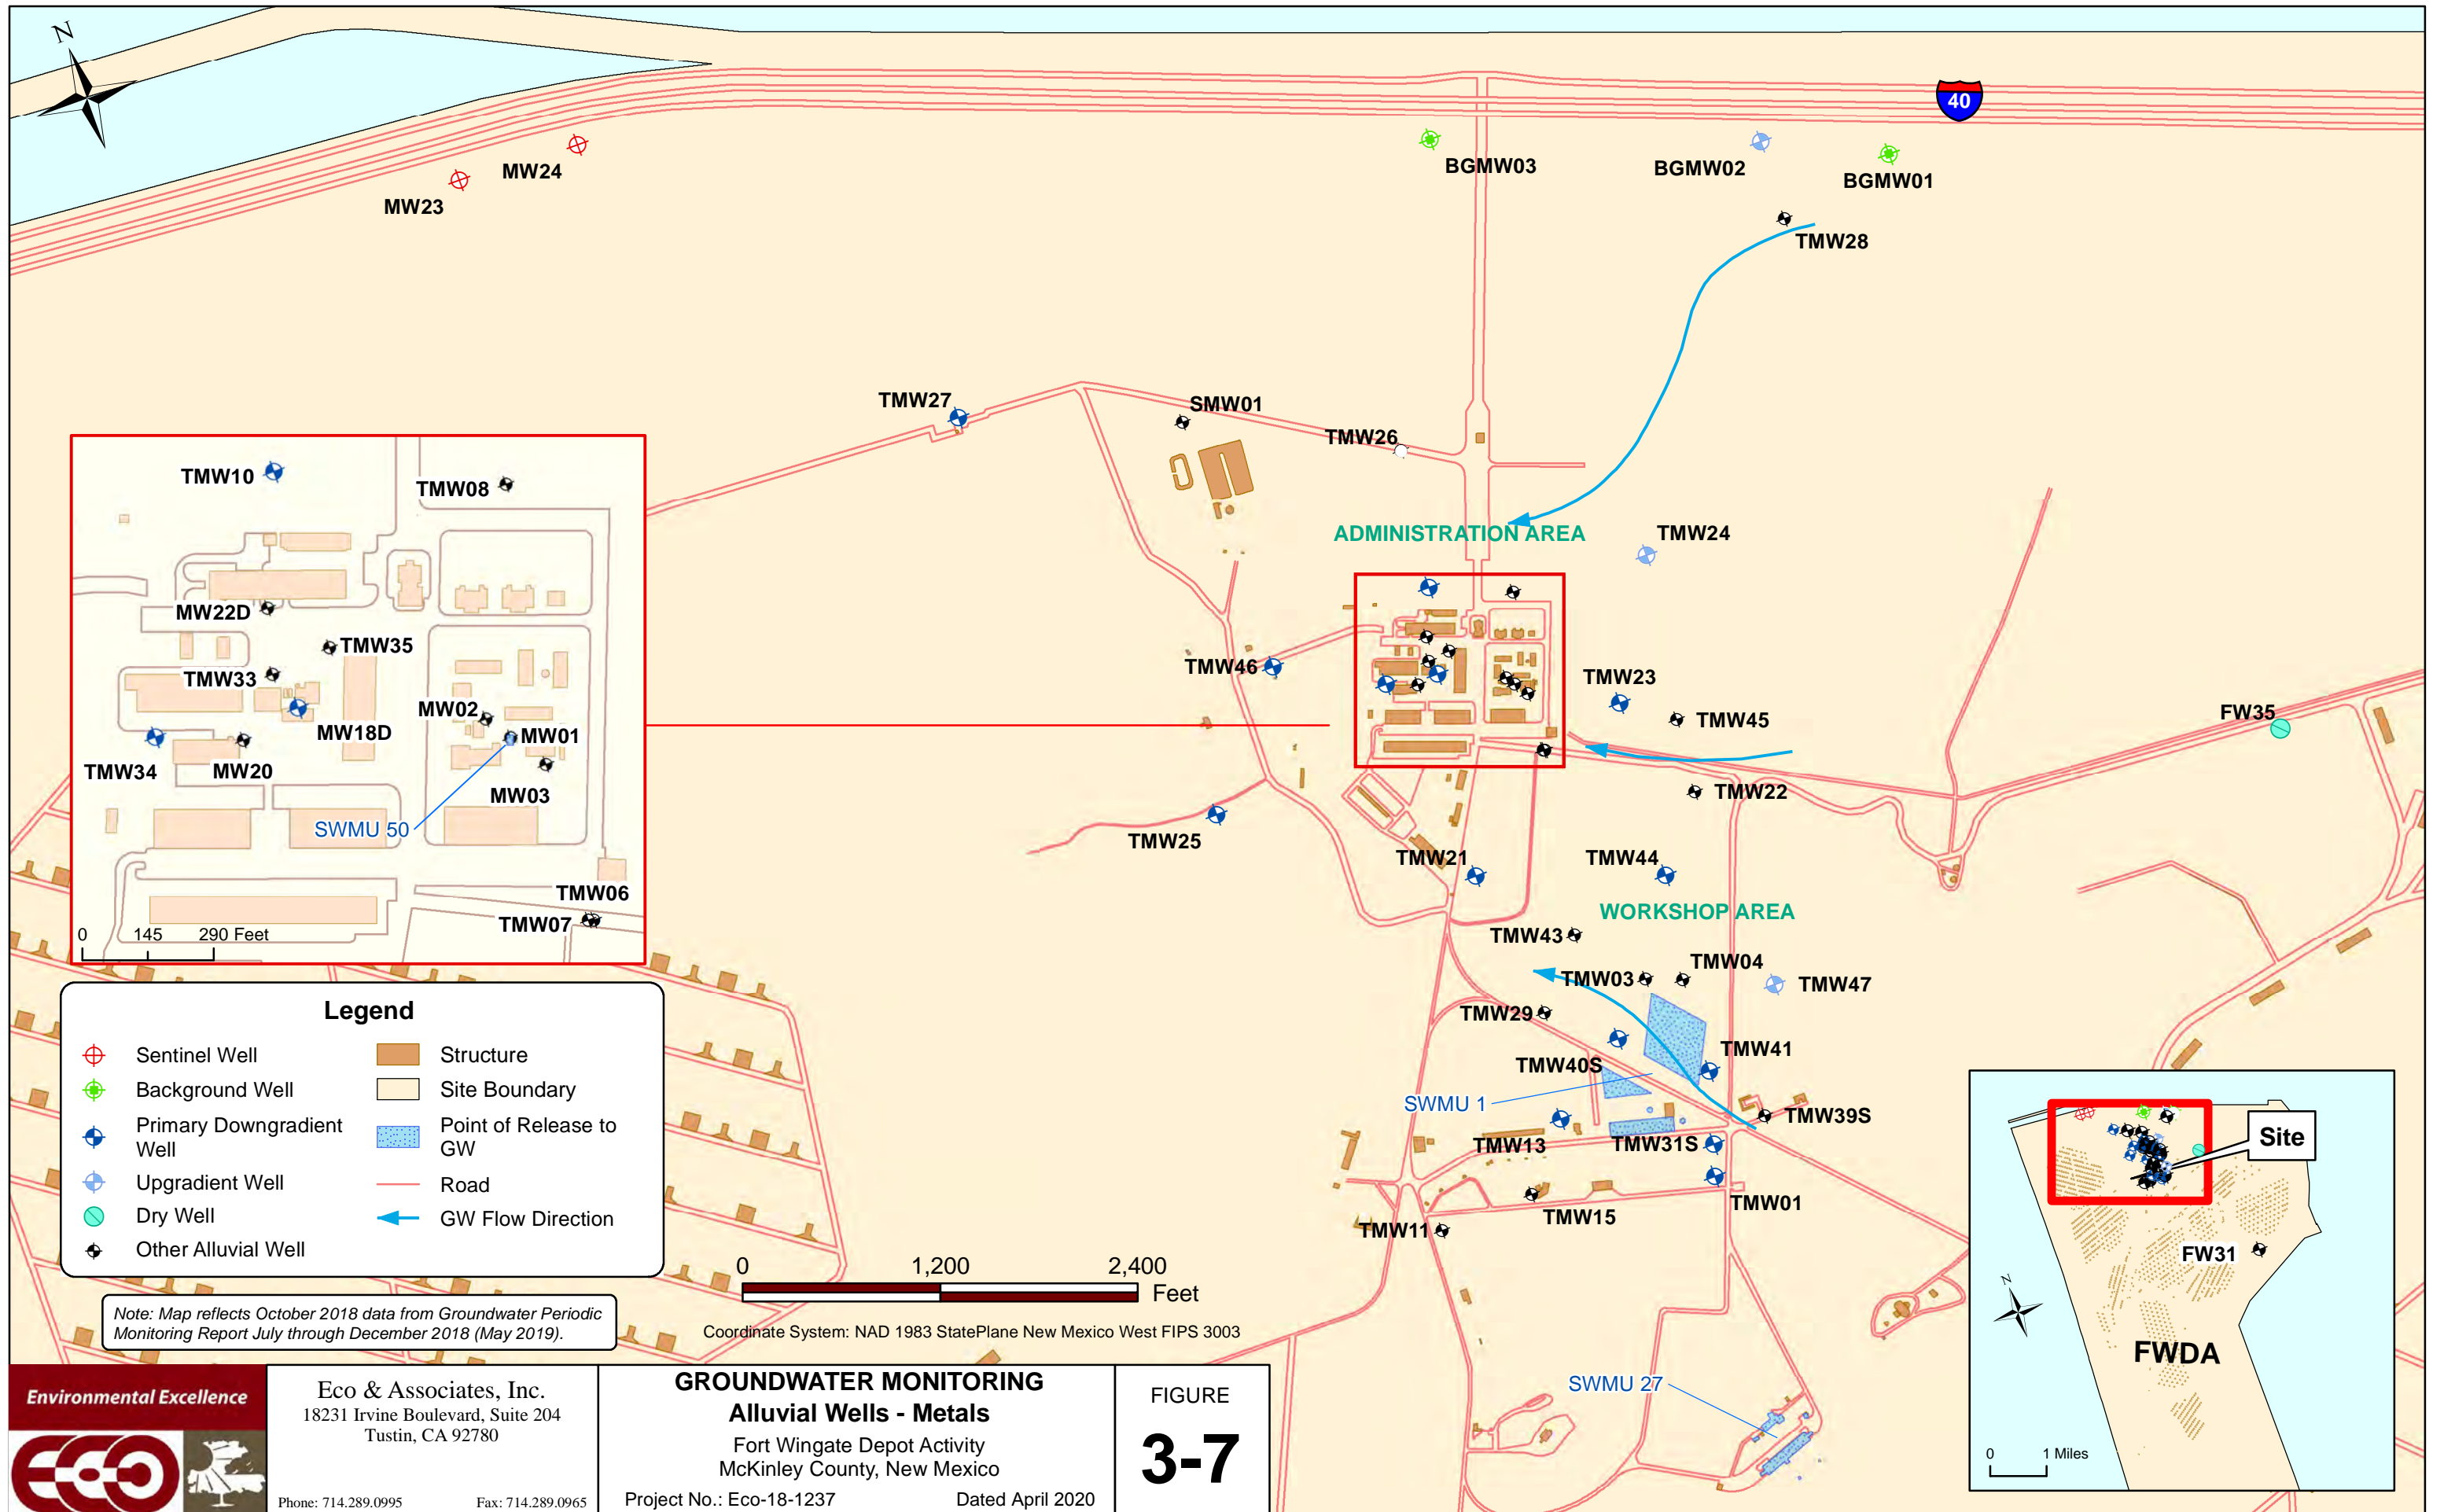 N
40
MW24
MW23
BGMW03
BGMW02
BGMW01
TMW28
TMW27
SMW01
TMW26
ADMINISTRATION AREA
TMW24
TMW10
TMW08
MW22D
TMW35
TMW33
MW02
MW18D
MW01
TMW34
MW20
MW03
SWMU 50
TMW06
TMW07
0 145 290 Feet
TMW46
TMW23
TMW45
FW35
TMW22
TMW25
TMW21
TMW44
WORKSHOP AREA
TMW43
TMW03
TMW04
TMW47
TMW29
TMW41
TMW40S
SWMU 1
TMW39S
TMW13
TMW31S
TMW01
TMW15
TMW11
SWMU 27
Legend
Sentinel Well
Background Well
Primary Downgradient
Well
Upgradient Well
Dry Well
Other Alluvial Well
Structure
Site Boundary
Point of Release to
GW
Road
GW Flow Direction
0 1,200 2,400
Feet
Note: Map reflects October 2018 data from Groundwater Periodic
Monitoring Report July through December 2018 (May 2019).
Coordinate System: NAD 1983 StatePlane New Mexico West FIPS 3003
Site
FW31
N
FWDA
0 1 Miles
Environmental Excellence
eco
Eco & Associates, Inc.
18231 Irvine Boulevard, Suite 204
Tustin, CA 92780
Phone: 714.289.0995 Fax: 714.289.0965
GROUNDWATER MONITORING
Alluvial Wells - Metals
Fort Wingate Depot Activity
McKinley County, New Mexico
Project No.: Eco-18-1237 Dated April 2020
FIGURE
3-7